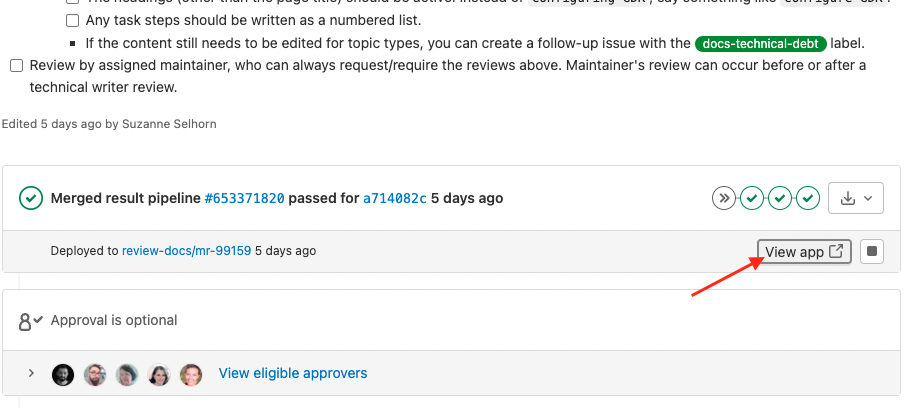 The headings (other than the page title) should be active. Instead of Configuring GDK, say something like Configure GDK.
Any task steps should be written as a numbered list.
If the content still needs to be edited for topic types, you can create a follow-up issue with the docs-technical-debt label.
Review by assigned maintainer, who can always request/require the reviews above. Maintainer's review can occur before or after a
technical writer review.
Edited 5 days ago by Suzanne Selhorn
Merged result pipeline #653371820 passed for a714082c 5 days ago
Deployed to review-docs/mr-99159 5 days ago
View app
Approval is optional
View eligible approvers